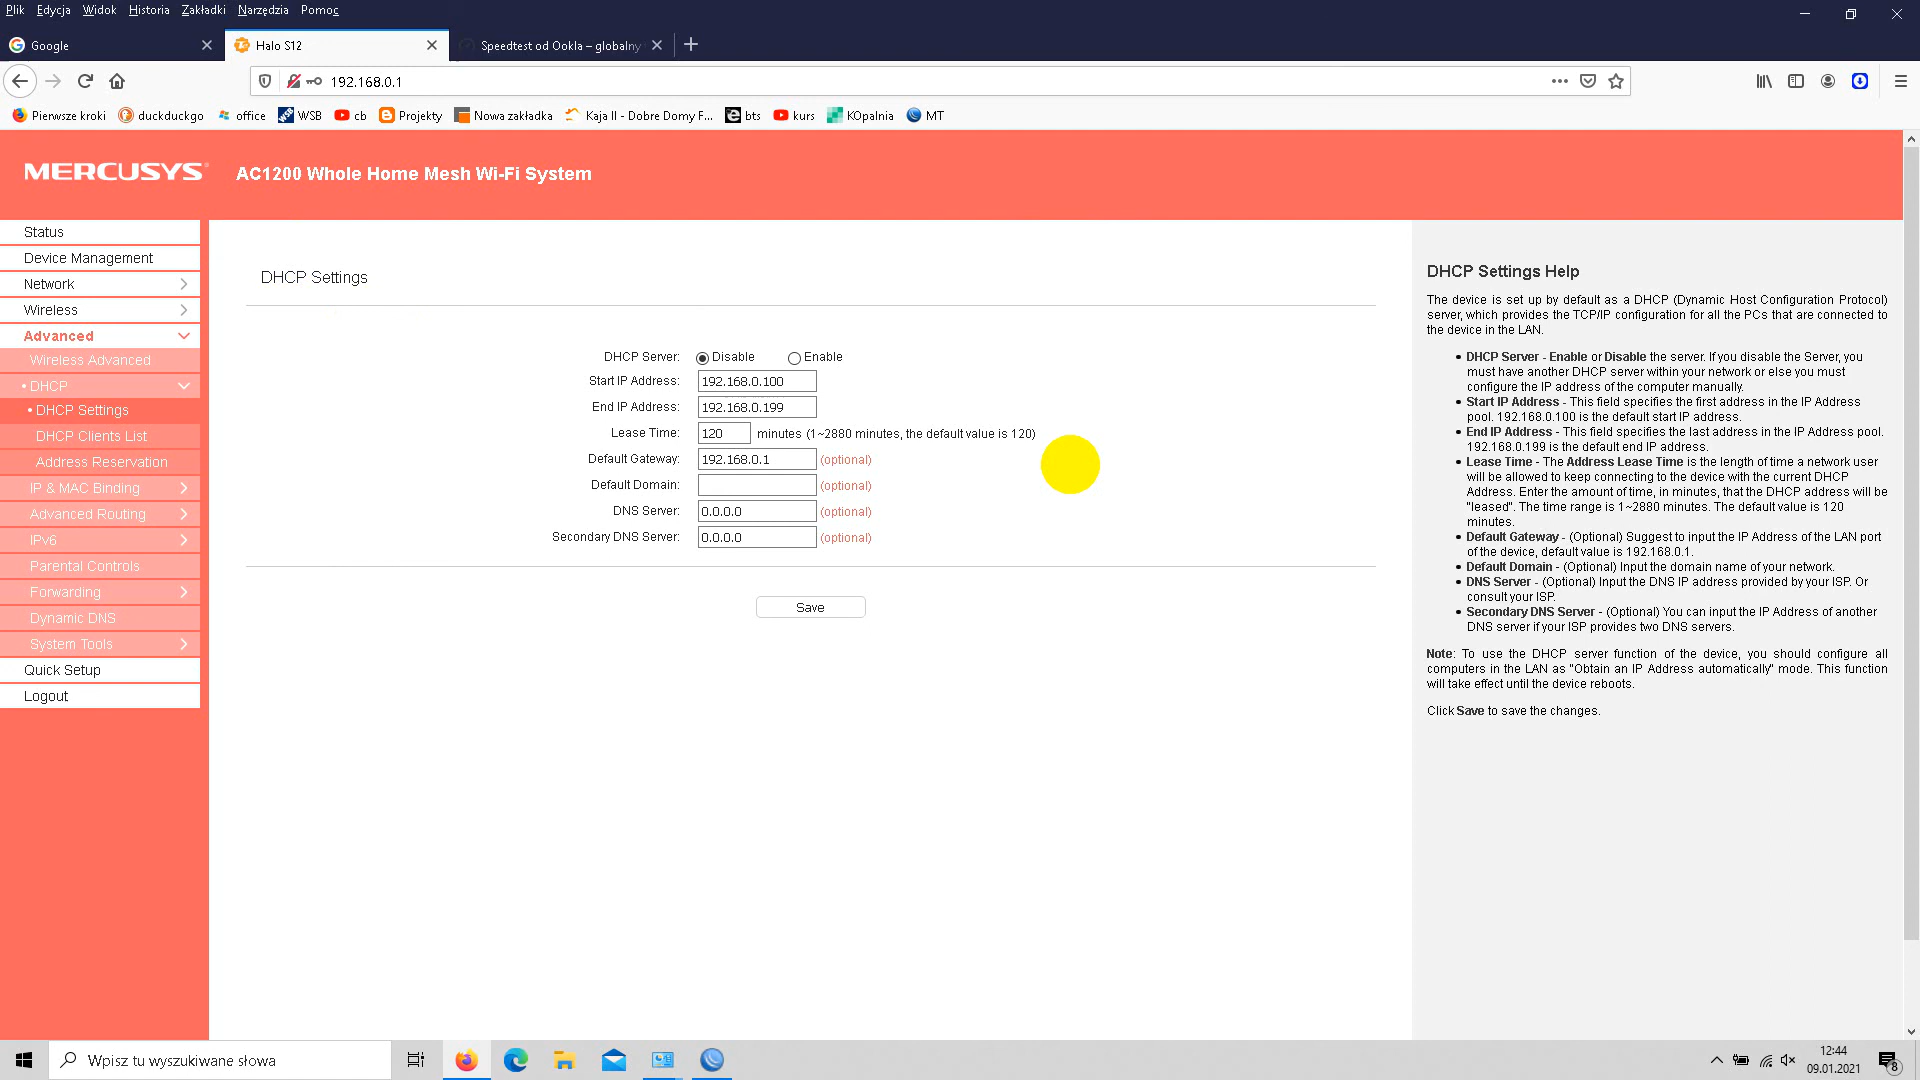 Plik Edycja Widok Historia Zakładki Narzędzia Pomoc
Google
Halo S12
Speedtest od Ookla – globalny
192.168.0.1
Pierwsze kroki duckduckgo office WSB cb Projekty Nowa zakładka Kaja II - Dobre Domy F... bts kurs KOpalnia MT
MERCUSYS AC1200 Whole Home Mesh Wi-Fi System
Status
Device Management
Network
Wireless
Advanced
Wireless Advanced
• DHCP
• DHCP Settings
DHCP Clients List
Address Reservation
IP & MAC Binding
Advanced Routing
IPv6
Parental Controls
Forwarding
Dynamic DNS
System Tools
Quick Setup
Logout
DHCP Settings
DHCP Server: Disable Enable
Start IP Address: 192.168.0.100
End IP Address: 192.168.0.199
Lease Time: 120 minutes (1~2880 minutes, the default value is 120)
Default Gateway: 192.168.0.1 (optional)
Default Domain: (optional)
DNS Server: 0.0.0.0 (optional)
Secondary DNS Server: 0.0.0.0 (optional)
Save
DHCP Settings Help
The device is set up by default as a DHCP (Dynamic Host Configuration Protocol)
server, which provides the TCP/IP configuration for all the PCs that are connected to
the device in the LAN.
• DHCP Server - Enable or Disable the server. If you disable the Server, you
must have another DHCP server within your network or else you must
configure the IP address of the computer manually.
• Start IP Address - This field specifies the first address in the IP Address
pool. 192.168.0.100 is the default start IP address.
• End IP Address - This field specifies the last address in the IP Address pool.
192.168.0.199 is the default end IP address.
• Lease Time - The Address Lease Time is the length of time a network user
will be allowed to keep connecting to the device with the current DHCP
Address. Enter the amount of time, in minutes, that the DHCP address will be
"leased". The time range is 1~2880 minutes. The default value is 120
minutes.
• Default Gateway - (Optional) Suggest to input the IP Address of the LAN port
of the device, default value is 192.168.0.1.
• Default Domain - (Optional) Input the domain name of your network.
• DNS Server - (Optional) Input the DNS IP address provided by your ISP. Or
consult your ISP.
• Secondary DNS Server - (Optional) You can input the IP Address of another
DNS server if your ISP provides two DNS servers.
Note: To use the DHCP server function of the device, you should configure all
computers in the LAN as "Obtain an IP Address automatically" mode. This function
will take effect until the device reboots.
Click Save to save the changes.
Wpisz tu wyszukiwane słowa
12:44
09.01.2021
8